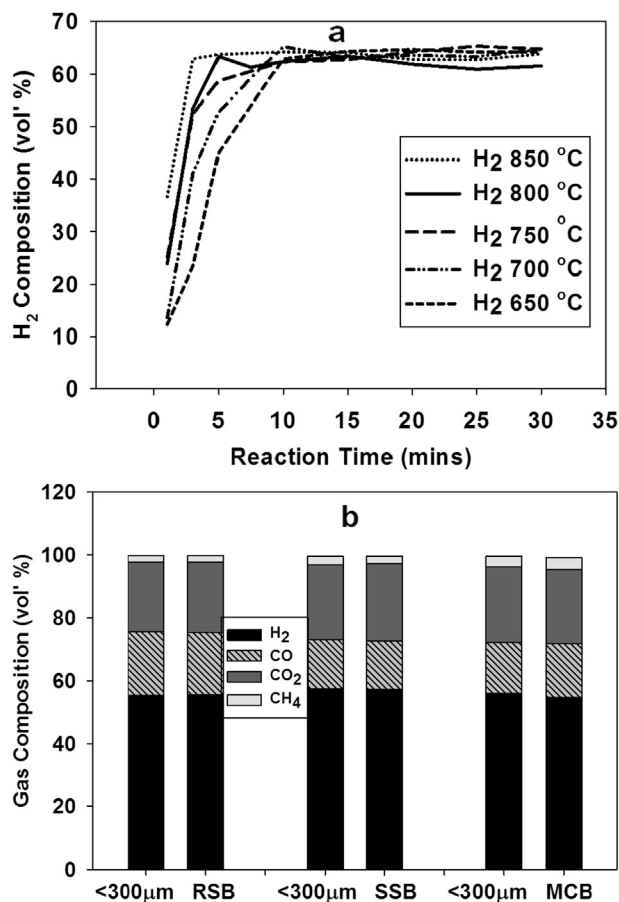 a
70
60
50
40
30
20
10
0
H2 Composition (vol' %)
H2 850 °C
H2 800 °C
H2 750 °C
H2 700 °C
H2 650 °C
0 5 10 15 20 25 30 35
Reaction Time (mins)
b
120
100
80
60
40
20
0
Gas Composition (vol' %)
H2
CO
CO2
CH4
<300μm RSB <300μm SSB <300μm MCB